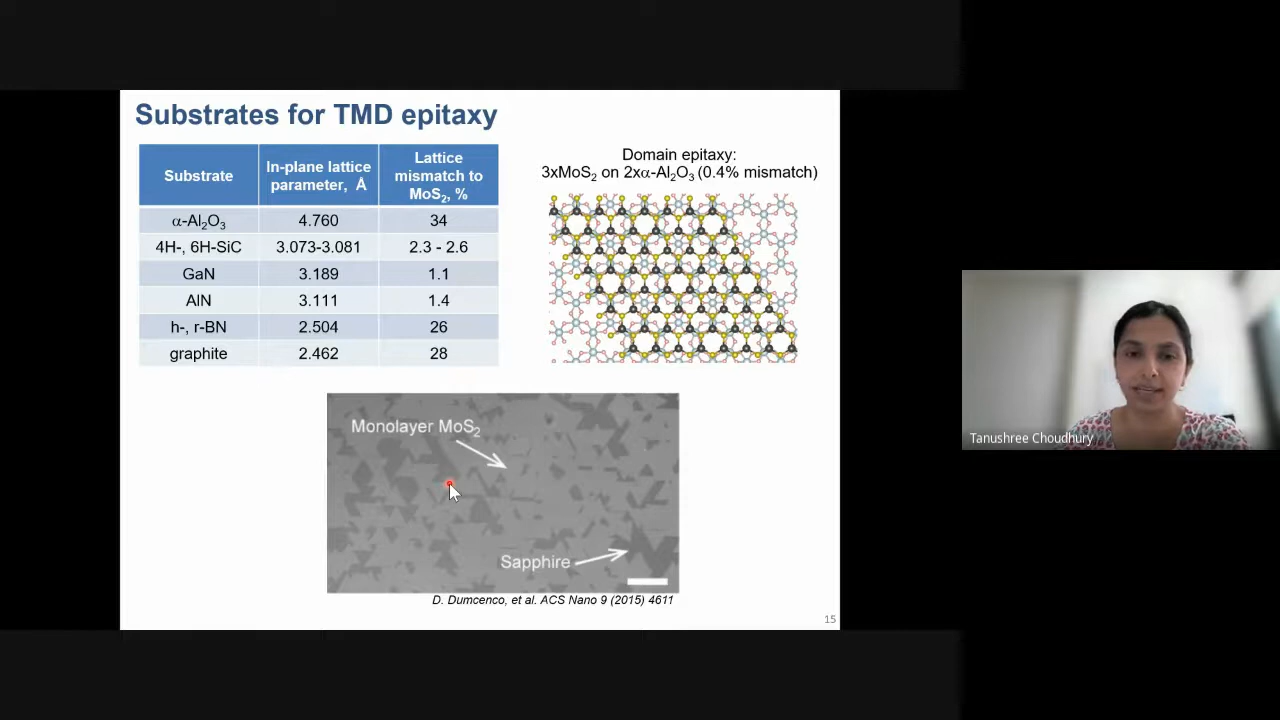 Substrates for TMD epitaxy
Substrate
In-plane lattice parameter, Å
Lattice mismatch to MoS₂, %
α-Al₂O₃ 4.760 34
4H-, 6H-SiC 3.073-3.081 2.3 - 2.6
GaN 3.189 1.1
AlN 3.111 1.4
h-, r-BN 2.504 26
graphite 2.462 28
Domain epitaxy:
3xMoS₂ on 2xα-Al₂O₃ (0.4% mismatch)
Monolayer MoS₂
Sapphire
D. Dumcenco, et al. ACS Nano 9 (2015) 4611
15
Tanushree Choudhury